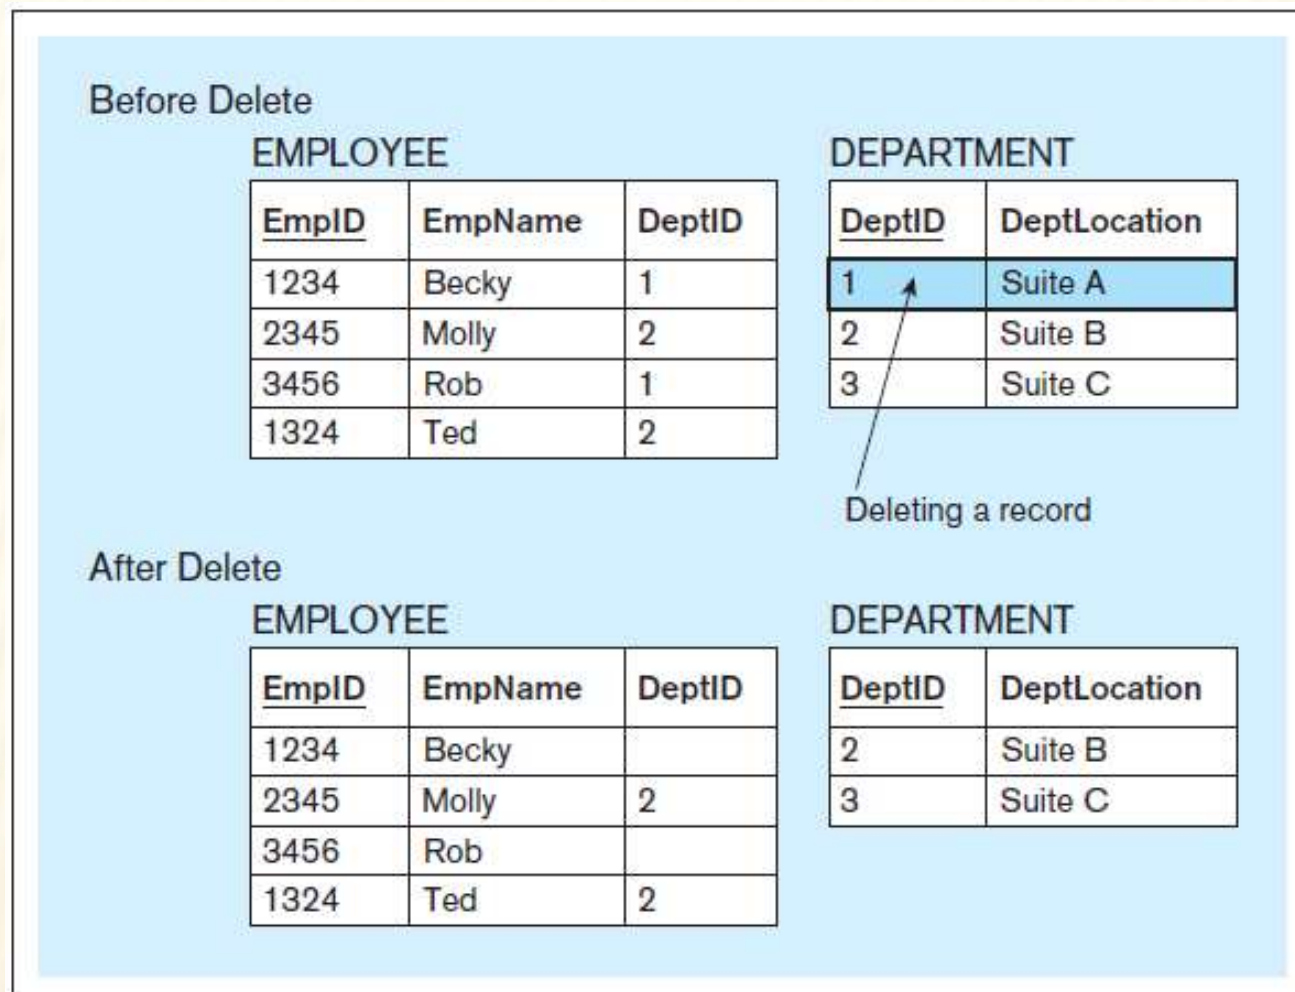 Before Delete
EMPLOYEE DEPARTMENT
EmpID EmpName DeptID DeptID DeptLocation
1234 Becky 1 1 Suite A
2345 Molly 2 2 Suite B
3456 Rob 1 3 Suite C
1324 Ted 2
Deleting a record
After Delete
EMPLOYEE DEPARTMENT
EmpID EmpName DeptID DeptID DeptLocation
1234 Becky 2 Suite B
2345 Molly 2 3 Suite C
3456 Rob
1324 Ted 2